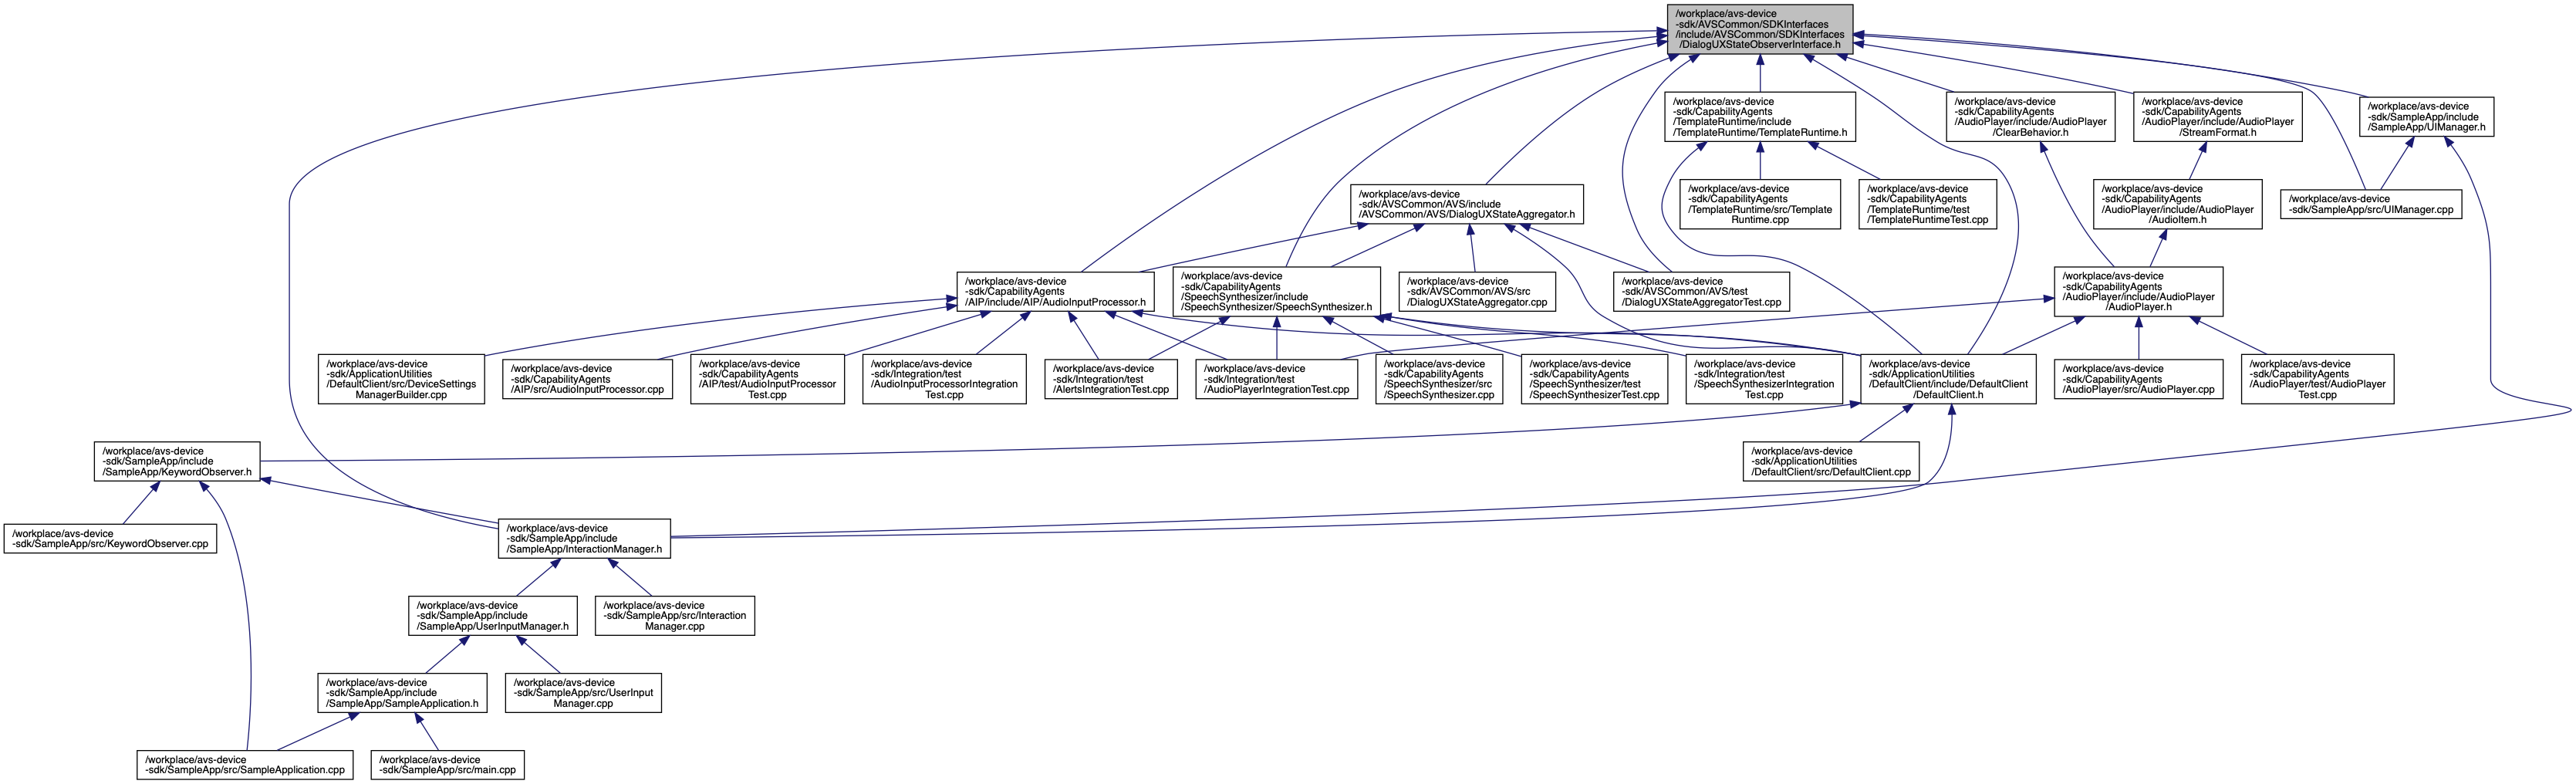 /workplace/avs-device
-sdk/AVSCommon/SDKInterfaces
/include/AVSCommon/SDKInterfaces
/DialogUXStateObserverInterface.h
/workplace/avs-device
-sdk/CapabilityAgents
/TemplateRuntime/include
/TemplateRuntime/TemplateRuntime.h
/workplace/avs-device
-sdk/CapabilityAgents
/AudioPlayer/include/AudioPlayer
/ClearBehavior.h
/workplace/avs-device
-sdk/CapabilityAgents
/AudioPlayer/include/AudioPlayer
/StreamFormat.h
/workplace/avs-device
-sdk/SampleApp/include
/SampleApp/UIManager.h
/workplace/avs-device
-sdk/AVSCommon/AVS/include
/AVSCommon/AVS/DialogUXStateAggregator.h
/workplace/avs-device
-sdk/CapabilityAgents
/TemplateRuntime/src/Template
Runtime.cpp
/workplace/avs-device
-sdk/CapabilityAgents
/TemplateRuntime/test
/TemplateRuntimeTest.cpp
/workplace/avs-device
-sdk/CapabilityAgents
/AudioPlayer/include/AudioPlayer
/AudioItem.h
/workplace/avs-device
-sdk/SampleApp/src/UIManager.cpp
/workplace/avs-device
-sdk/CapabilityAgents
/AIP/include/AIP/AudioInputProcessor.h
/workplace/avs-device
-sdk/CapabilityAgents
/SpeechSynthesizer/include
/SpeechSynthesizer/SpeechSynthesizer.h
/workplace/avs-device
-sdk/AVSCommon/AVS/src
/DialogUXStateAggregator.cpp
/workplace/avs-device
-sdk/AVSCommon/AVS/test
/DialogUXStateAggregatorTest.cpp
/workplace/avs-device
-sdk/CapabilityAgents
/AudioPlayer/include/AudioPlayer
/AudioPlayer.h
/workplace/avs-device
-sdk/ApplicationUtilities
/DefaultClient/src/DeviceSettings
ManagerBuilder.cpp
/workplace/avs-device
-sdk/CapabilityAgents
/AIP/src/AudioInputProcessor.cpp
/workplace/avs-device
-sdk/CapabilityAgents
/AIP/test/AudioInputProcessor
Test.cpp
/workplace/avs-device
-sdk/Integration/test
/AudioInputProcessorIntegration
Test.cpp
/workplace/avs-device
-sdk/Integration/test
/AlertsIntegrationTest.cpp
/workplace/avs-device
-sdk/Integration/test
/AudioPlayerIntegrationTest.cpp
/workplace/avs-device
-sdk/CapabilityAgents
/SpeechSynthesizer/src
/SpeechSynthesizer.cpp
/workplace/avs-device
-sdk/CapabilityAgents
/SpeechSynthesizer/test
/SpeechSynthesizerTest.cpp
/workplace/avs-device
-sdk/Integration/test
/SpeechSynthesizerIntegration
Test.cpp
/workplace/avs-device
-sdk/ApplicationUtilities
/DefaultClient/include/DefaultClient
/DefaultClient.h
/workplace/avs-device
-sdk/CapabilityAgents
/AudioPlayer/src/AudioPlayer.cpp
/workplace/avs-device
-sdk/CapabilityAgents
/AudioPlayer/test/AudioPlayer
Test.cpp
/workplace/avs-device
-sdk/SampleApp/include
/SampleApp/KeywordObserver.h
/workplace/avs-device
-sdk/ApplicationUtilities
/DefaultClient/src/DefaultClient.cpp
/workplace/avs-device
-sdk/SampleApp/src/KeywordObserver.cpp
/workplace/avs-device
-sdk/SampleApp/include
/SampleApp/InteractionManager.h
/workplace/avs-device
-sdk/SampleApp/include
/SampleApp/UserInputManager.h
/workplace/avs-device
-sdk/SampleApp/src/Interaction
Manager.cpp
/workplace/avs-device
-sdk/SampleApp/include
/SampleApp/SampleApplication.h
/workplace/avs-device
-sdk/SampleApp/src/UserInput
Manager.cpp
/workplace/avs-device
-sdk/SampleApp/src/SampleApplication.cpp
/workplace/avs-device
-sdk/SampleApp/src/main.cpp